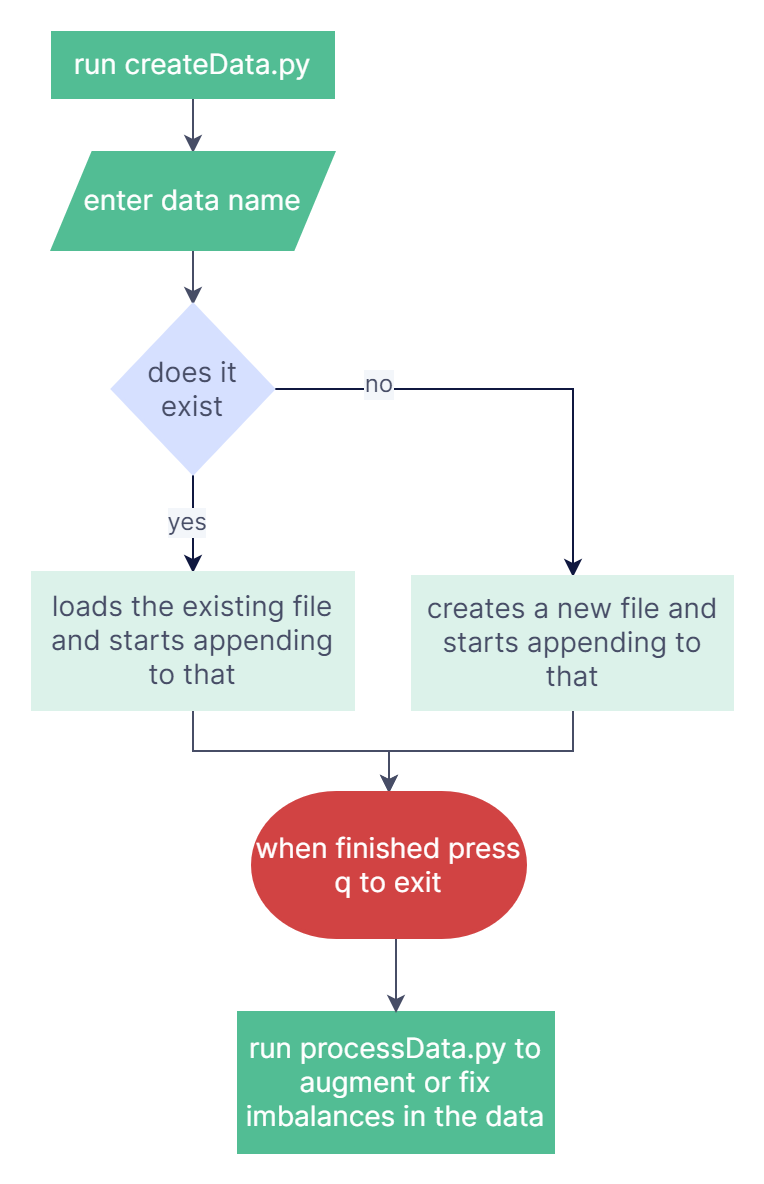 run createData.py
enter data name
does it
exist
no
yes
loads the existing file
and starts appending
to that
creates a new file and
starts appending to
that
when finished press
q to exit
run processData.py to
augment or fix
imbalances in the data